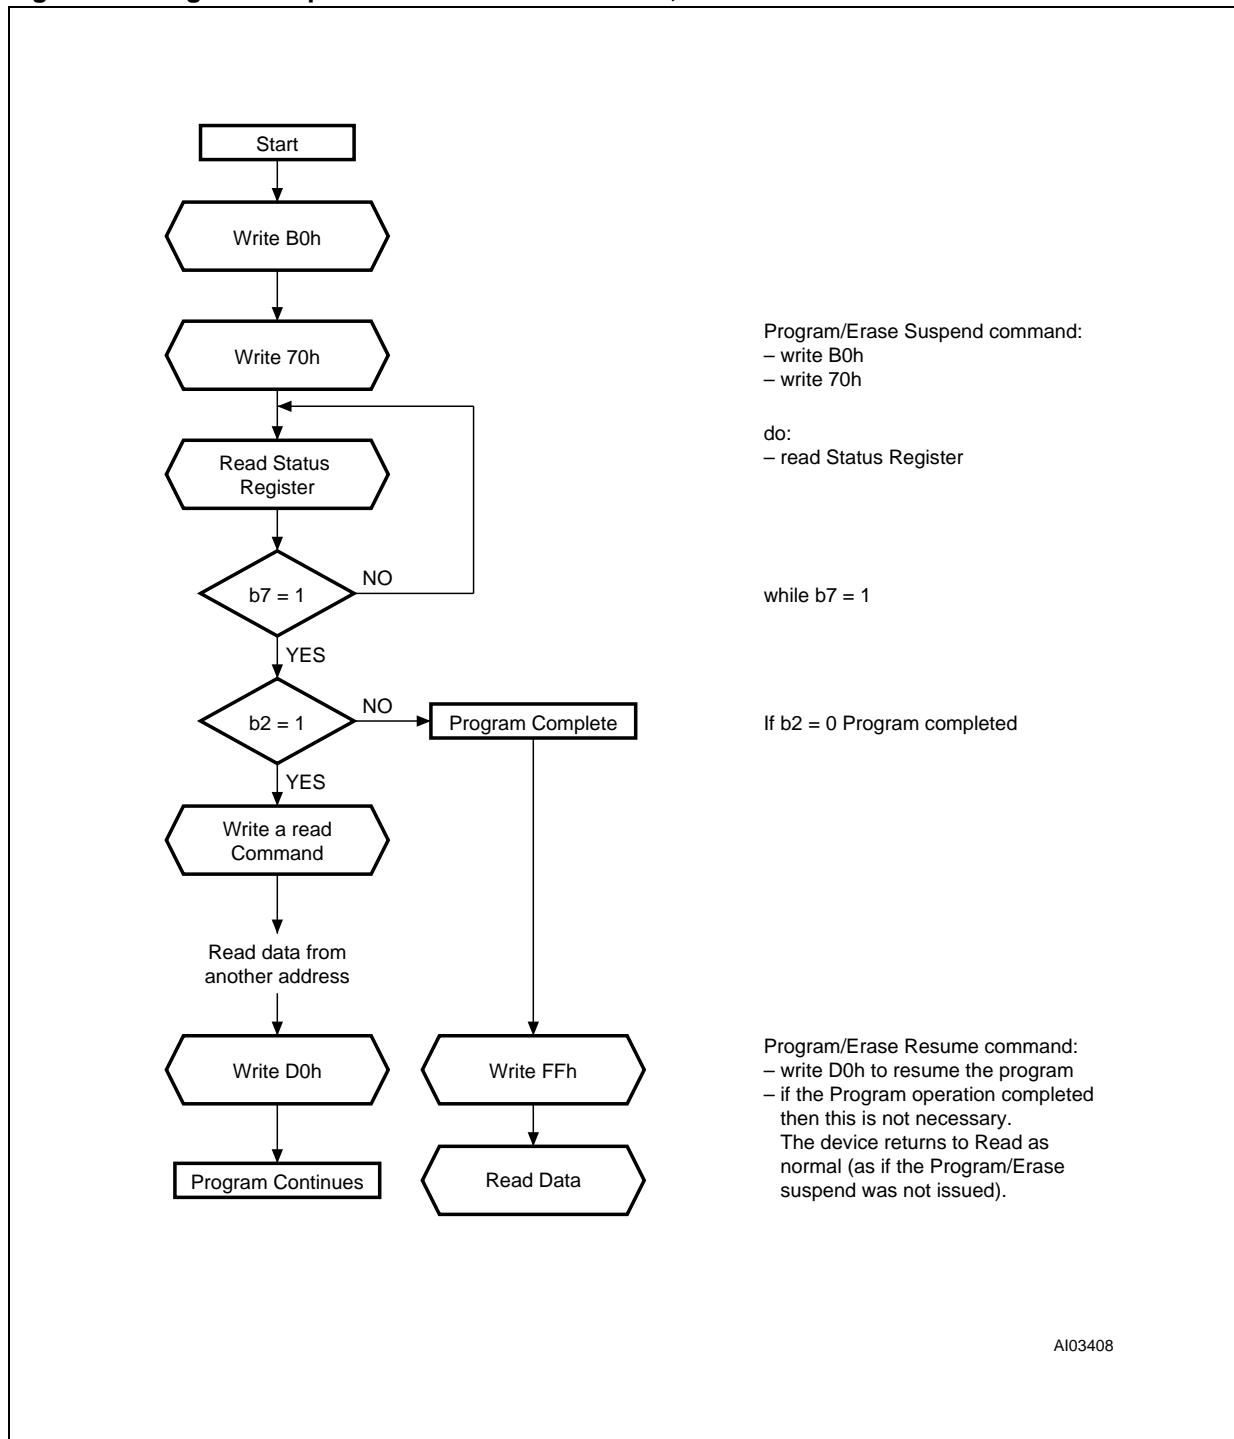 Start
Write B0h
Write 70h
Program/Erase Suspend command:
– write B0h
– write 70h
do:
– read Status Register
Read Status
Register
NO
b7 = 1
while b7 = 1
YES
NO
b2 = 1
Program Complete
If b2 = 0 Program completed
YES
Write a read
Command
Read data from
another address
Write D0h
Write FFh
Program/Erase Resume command:
– write D0h to resume the program
– if the Program operation completed
then this is not necessary.
The device returns to Read as
normal (as if the Program/Erase
suspend was not issued).
Program Continues
Read Data
AI03408